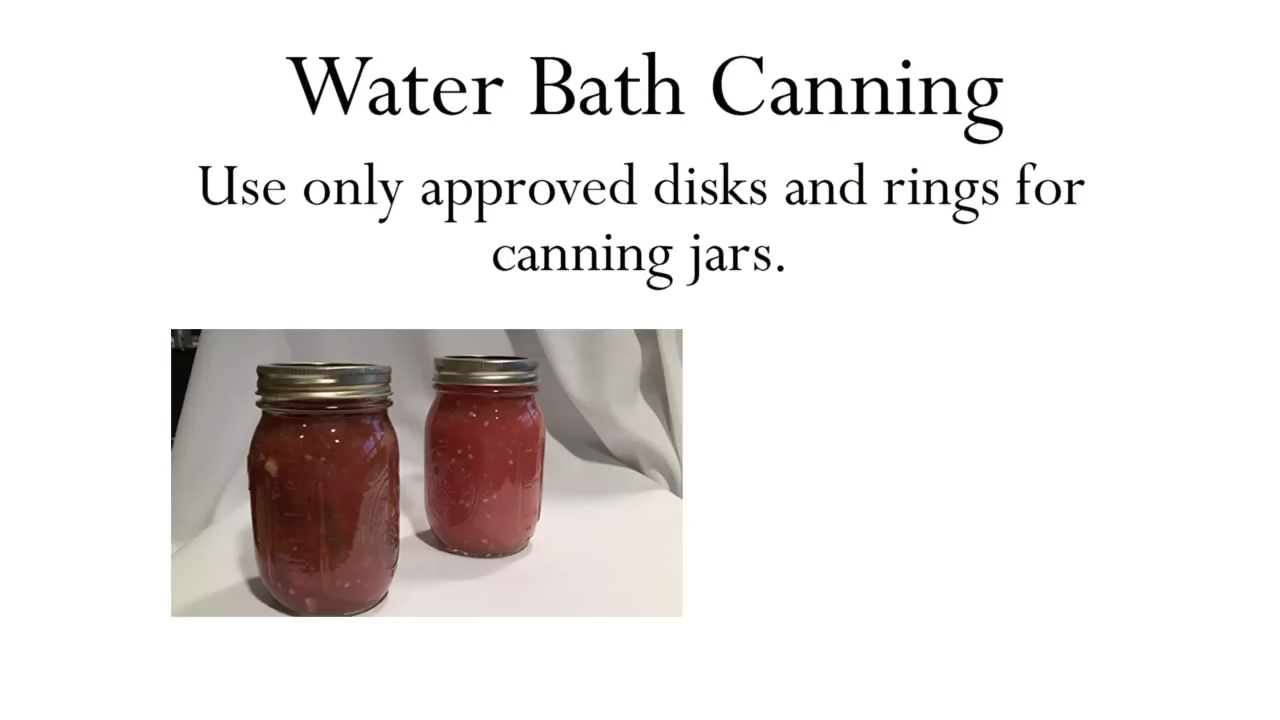 Water Bath Canning
Use only approved disks and rings for
canning jars.